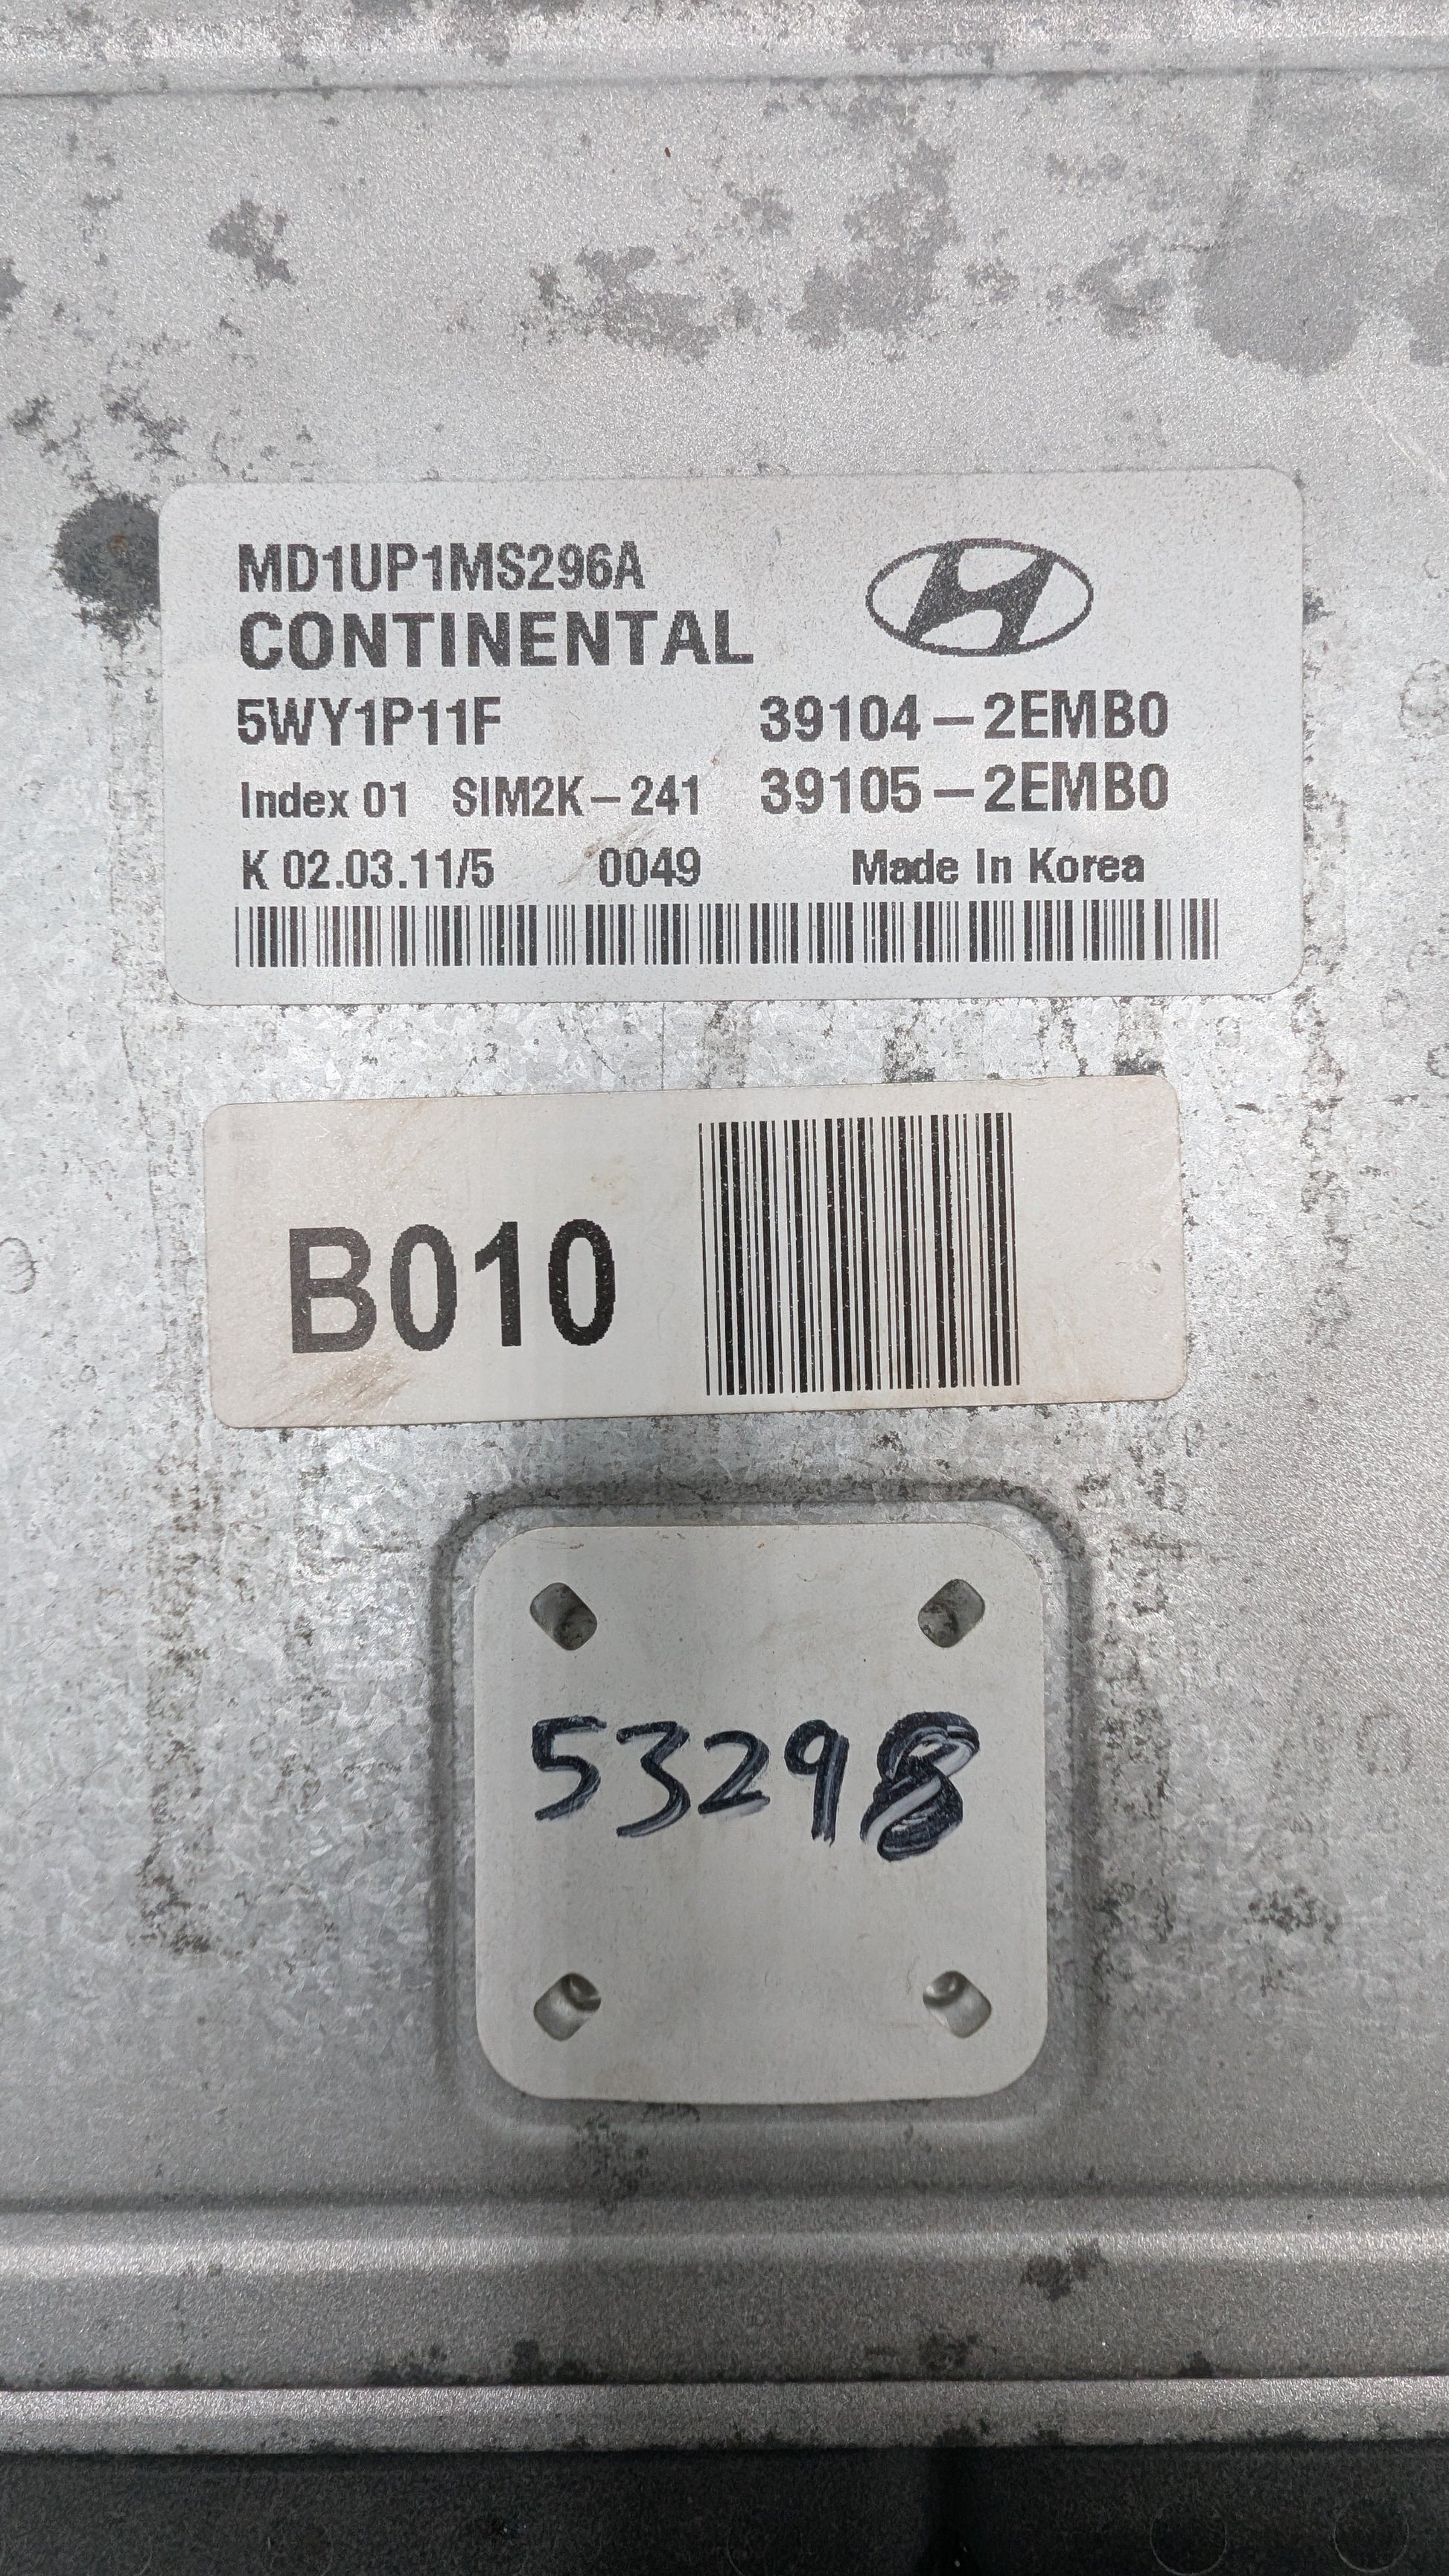 MD1UP1MS296A
CONTINENTAL
5WY1P11F 39104-2EMB0
Index 01 SIM2K-241 39105-2EMB0
K 02.03.11/5 0049 Made In Korea
B010
53298